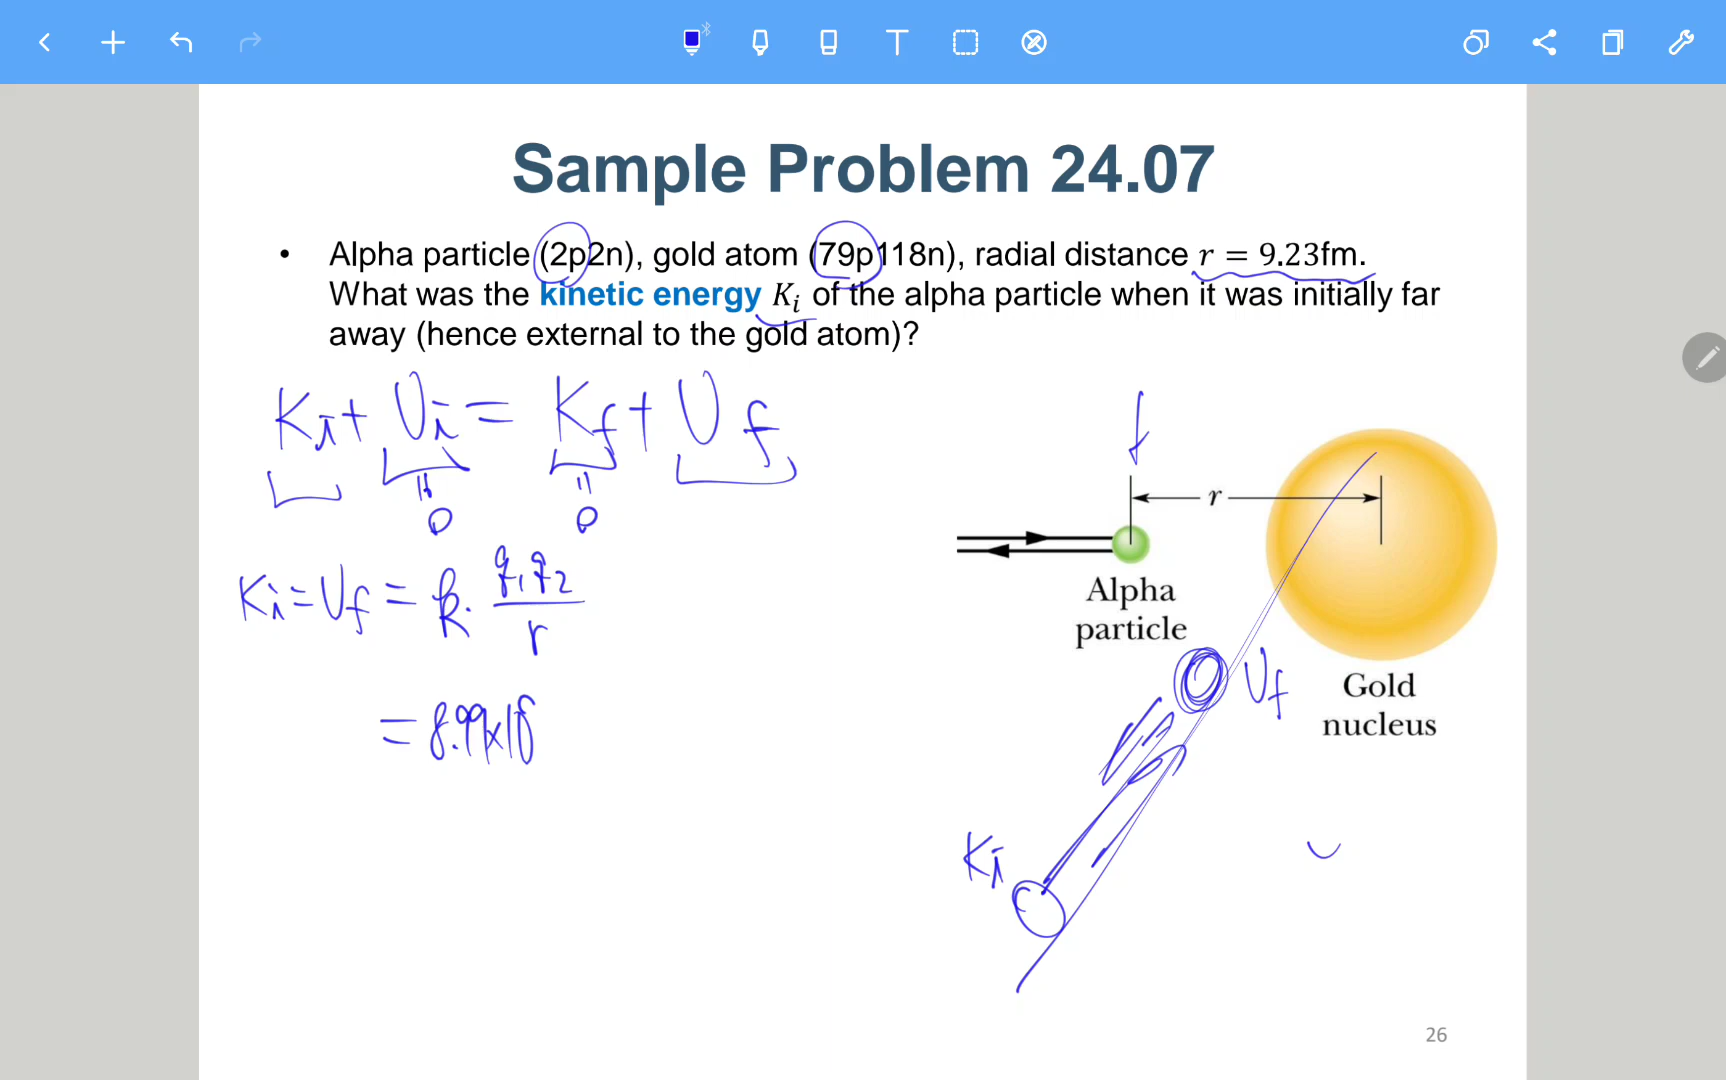 Sample Problem 24.07
• Alpha particle (2p2n), gold atom (79p118n), radial distance r = 9.23fm.
What was the kinetic energy Kᵢ of the alpha particle when it was initially far
away (hence external to the gold atom)?
Ki + Ui = Kf + Uf
0 0
Ki = Uf = k · q₁q₂ / r
= 8.99×10
f
r
Alpha
particle
Uf
Gold
nucleus
Ki
26